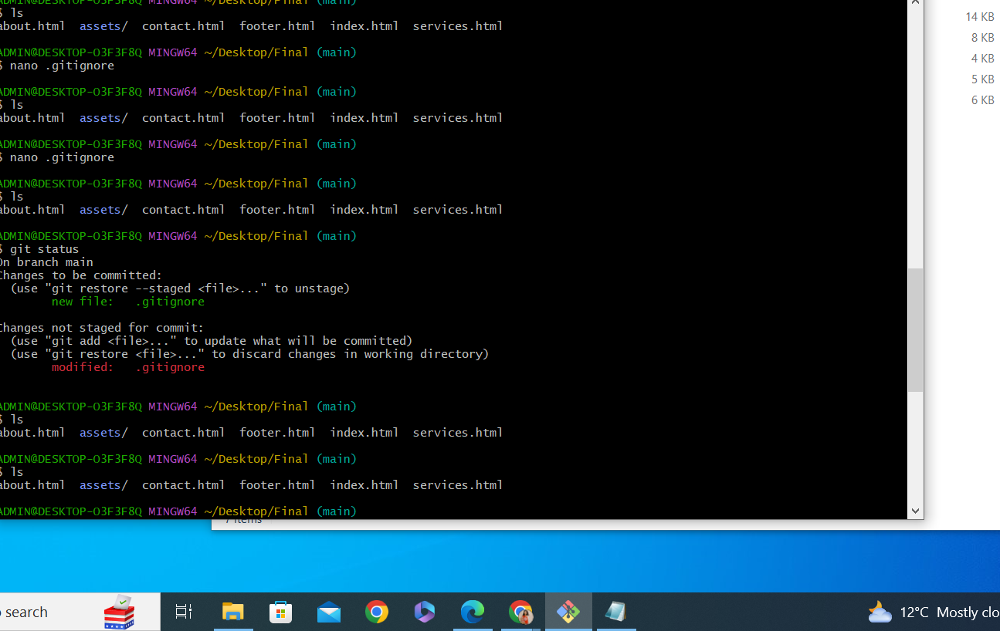 ADMIN@DESKTOP-O3F3F8Q MINGW64 ~/Desktop/Final (main)
$ ls
about.html  assets/  contact.html  footer.html  index.html  services.html
ADMIN@DESKTOP-O3F3F8Q MINGW64 ~/Desktop/Final (main)
$ nano .gitignore
ADMIN@DESKTOP-O3F3F8Q MINGW64 ~/Desktop/Final (main)
$ ls
about.html  assets/  contact.html  footer.html  index.html  services.html
ADMIN@DESKTOP-O3F3F8Q MINGW64 ~/Desktop/Final (main)
$ nano .gitignore
ADMIN@DESKTOP-O3F3F8Q MINGW64 ~/Desktop/Final (main)
$ ls
about.html  assets/  contact.html  footer.html  index.html  services.html
ADMIN@DESKTOP-O3F3F8Q MINGW64 ~/Desktop/Final (main)
$ git status
On branch main
Changes to be committed:
  (use "git restore --staged <file>..." to unstage)
        new file:   .gitignore
Changes not staged for commit:
  (use "git add <file>..." to update what will be committed)
  (use "git restore <file>..." to discard changes in working directory)
        modified:   .gitignore
ADMIN@DESKTOP-O3F3F8Q MINGW64 ~/Desktop/Final (main)
$ ls
about.html  assets/  contact.html  footer.html  index.html  services.html
ADMIN@DESKTOP-O3F3F8Q MINGW64 ~/Desktop/Final (main)
$ ls
about.html  assets/  contact.html  footer.html  index.html  services.html
ADMIN@DESKTOP-O3F3F8Q MINGW64 ~/Desktop/Final (main)
14 KB
8 KB
4 KB
5 KB
6 KB
7 items
search
12°C Mostly clo